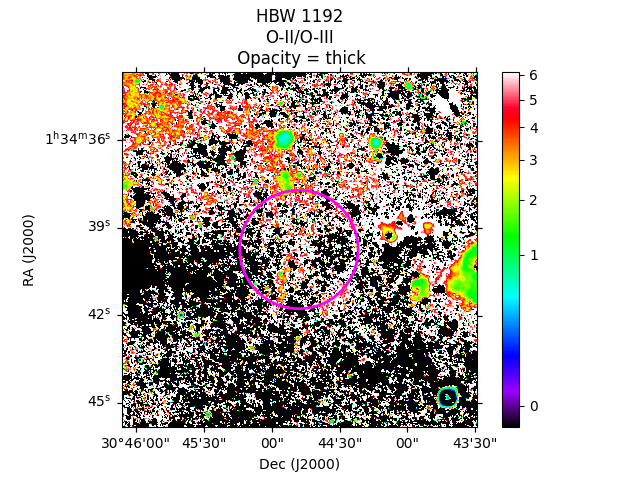 HBW 1192
O-II/O-III
Opacity = thick
1h34m36s
39s
42s
45s
30°46'00" 45'30" 00" 44'30" 00" 43'30"
RA (J2000)
Dec (J2000)
6
5
4
3
2
1
0